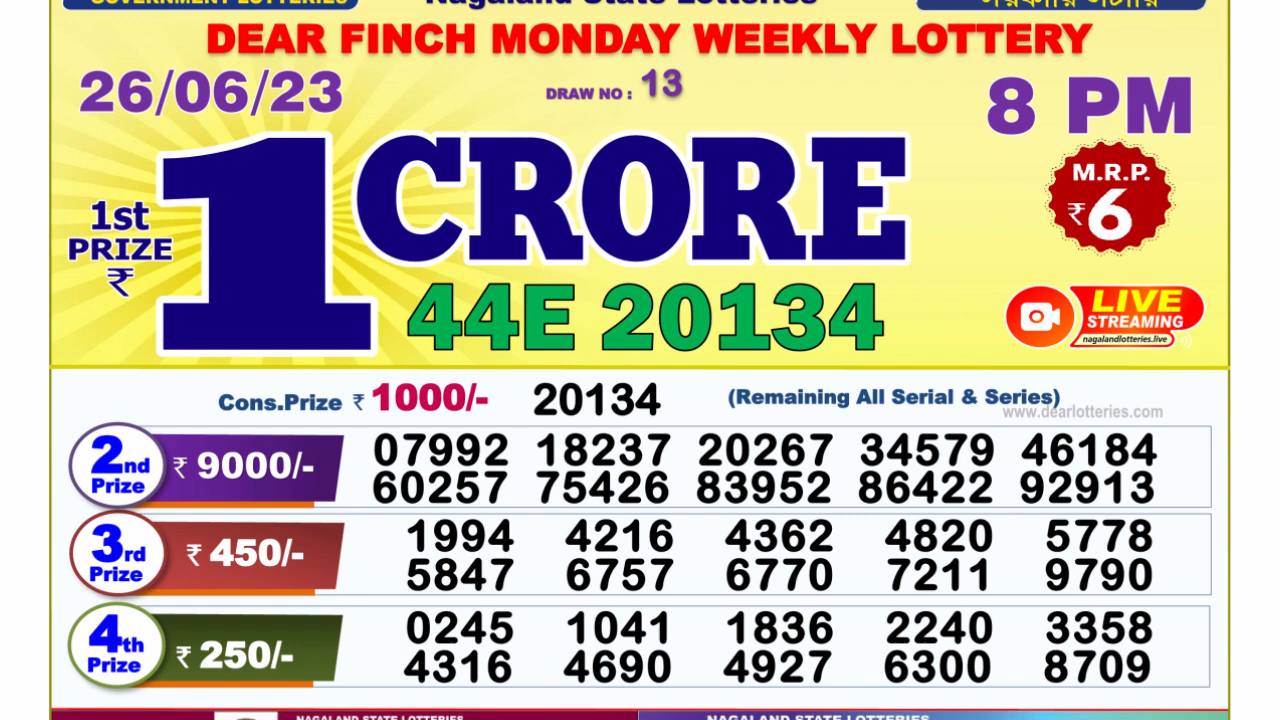 GOVERNMENT LOTTERIES
Nagaland State Lotteries
DEAR FINCH MONDAY WEEKLY LOTTERY
26/06/23
DRAW NO : 13
8 PM
1st PRIZE ₹ 1 CRORE
M.R.P. ₹ 6
44E 20134
LIVE
STREAMING
nagalandlotteries.live
Cons.Prize ₹ 1000/- 20134 (Remaining All Serial & Series)
www.dearlotteries.com
2nd Prize ₹ 9000/-
07992 18237 20267 34579 46184
60257 75426 83952 86422 92913
3rd Prize ₹ 450/-
1994 4216 4362 4820 5778
5847 6757 6770 7211 9790
4th Prize ₹ 250/-
0245 1041 1836 2240 3358
4316 4690 4927 6300 8709
NAGALAND STATE LOTTERIES
NAGALAND STATE LOTTERIES